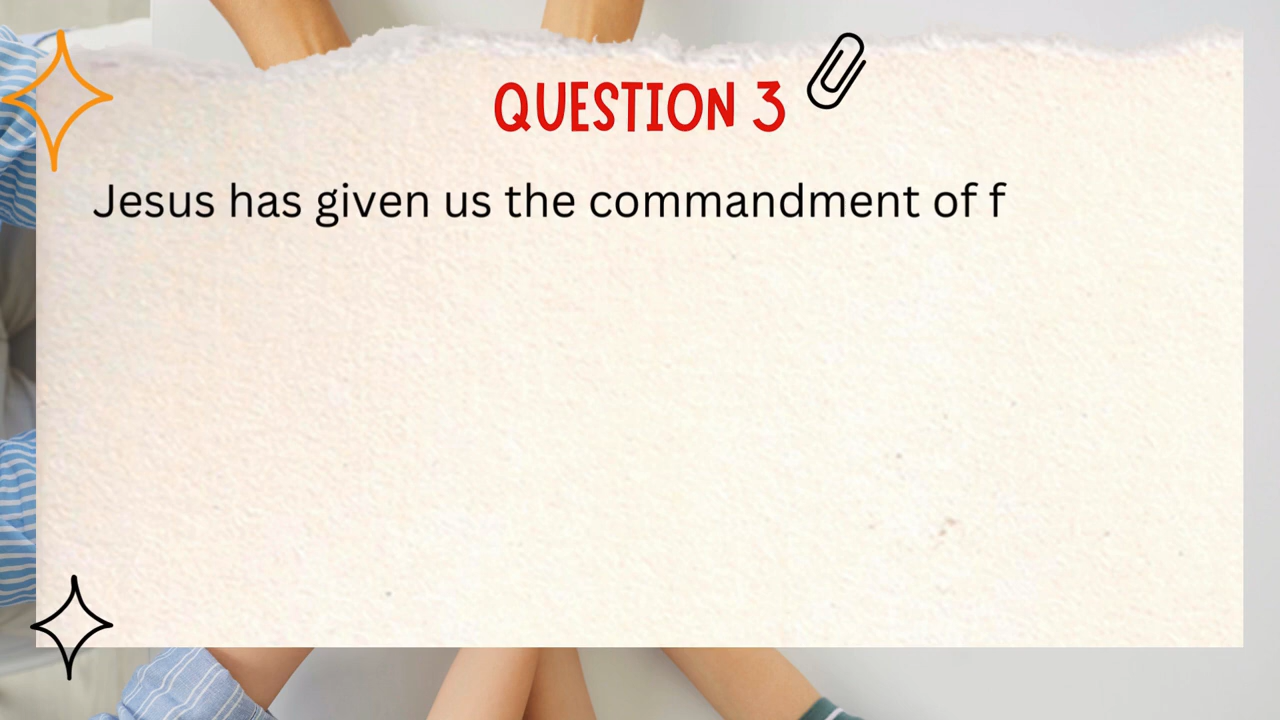 QUESTION 3
Jesus has given us the commandment of f